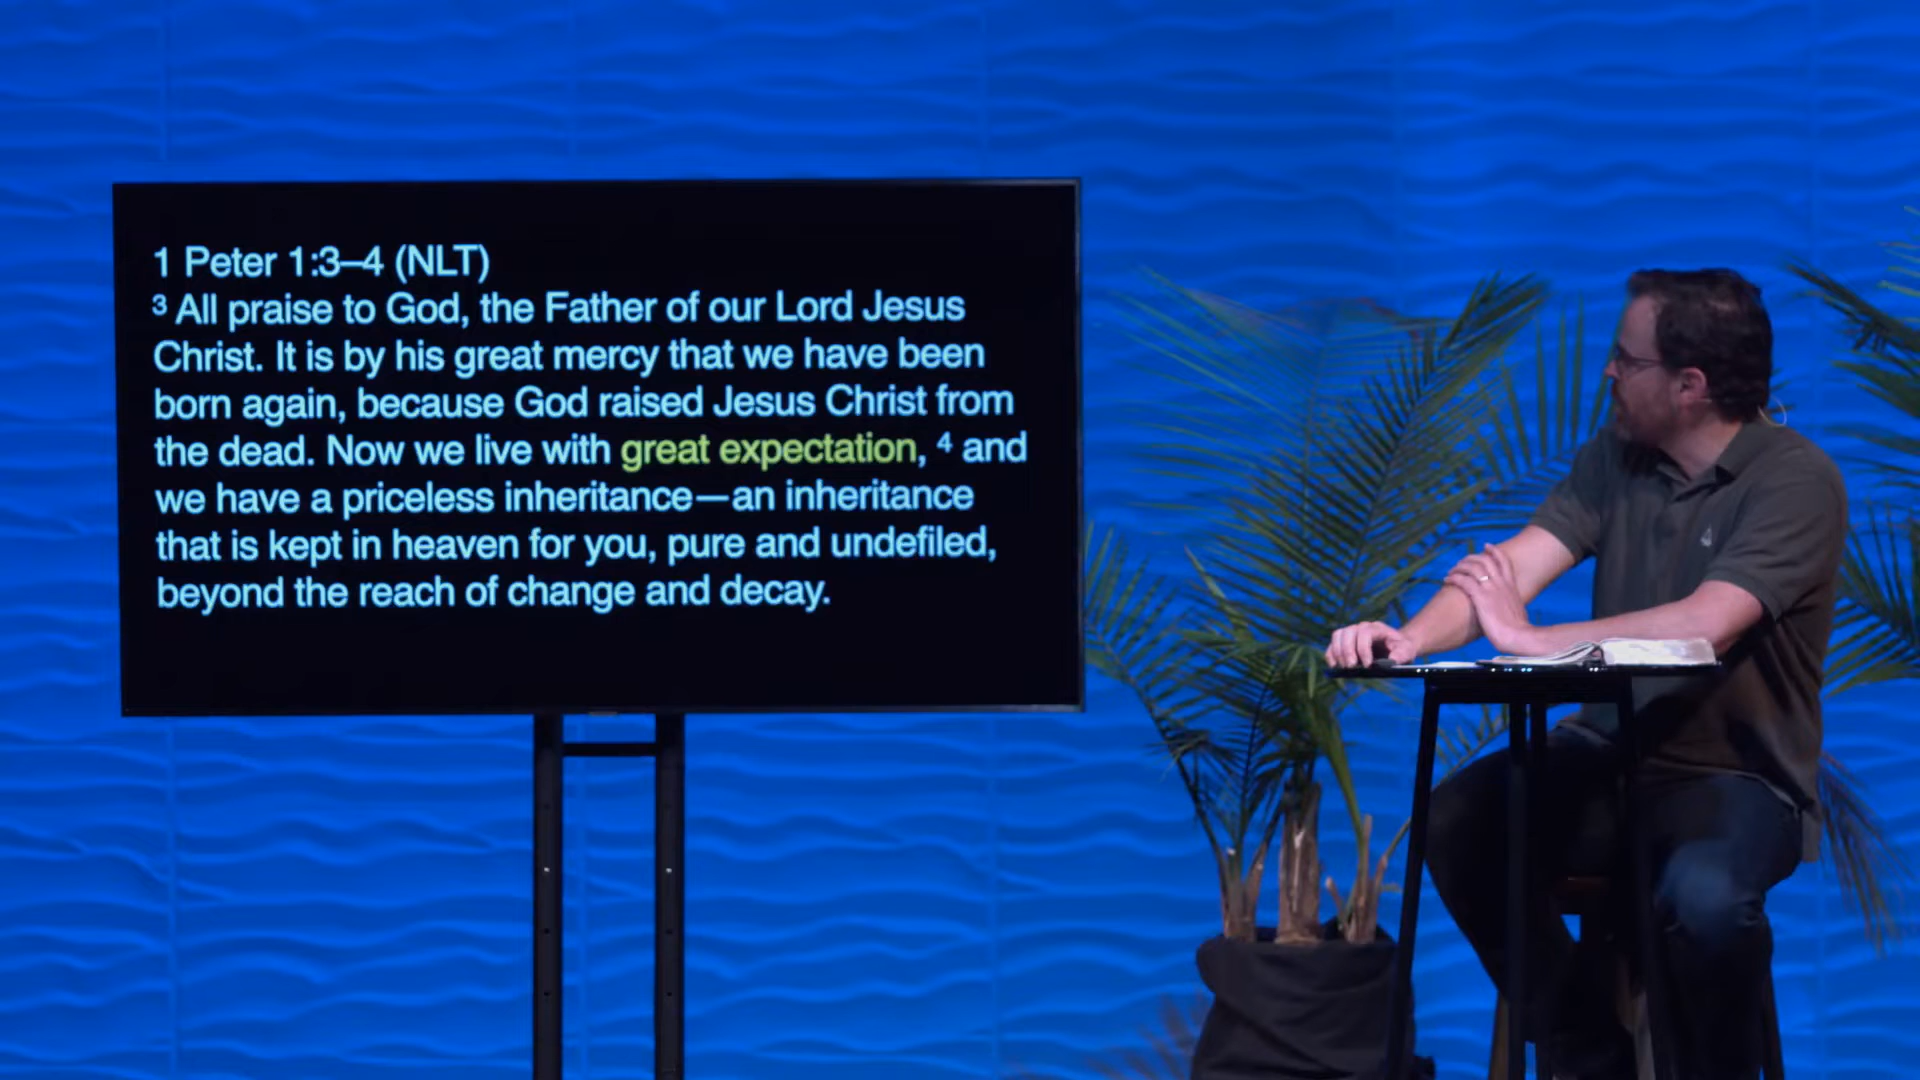 1 Peter 1:3–4 (NLT)
³ All praise to God, the Father of our Lord Jesus
Christ. It is by his great mercy that we have been
born again, because God raised Jesus Christ from
the dead. Now we live with great expectation, ⁴ and
we have a priceless inheritance—an inheritance
that is kept in heaven for you, pure and undefiled,
beyond the reach of change and decay.